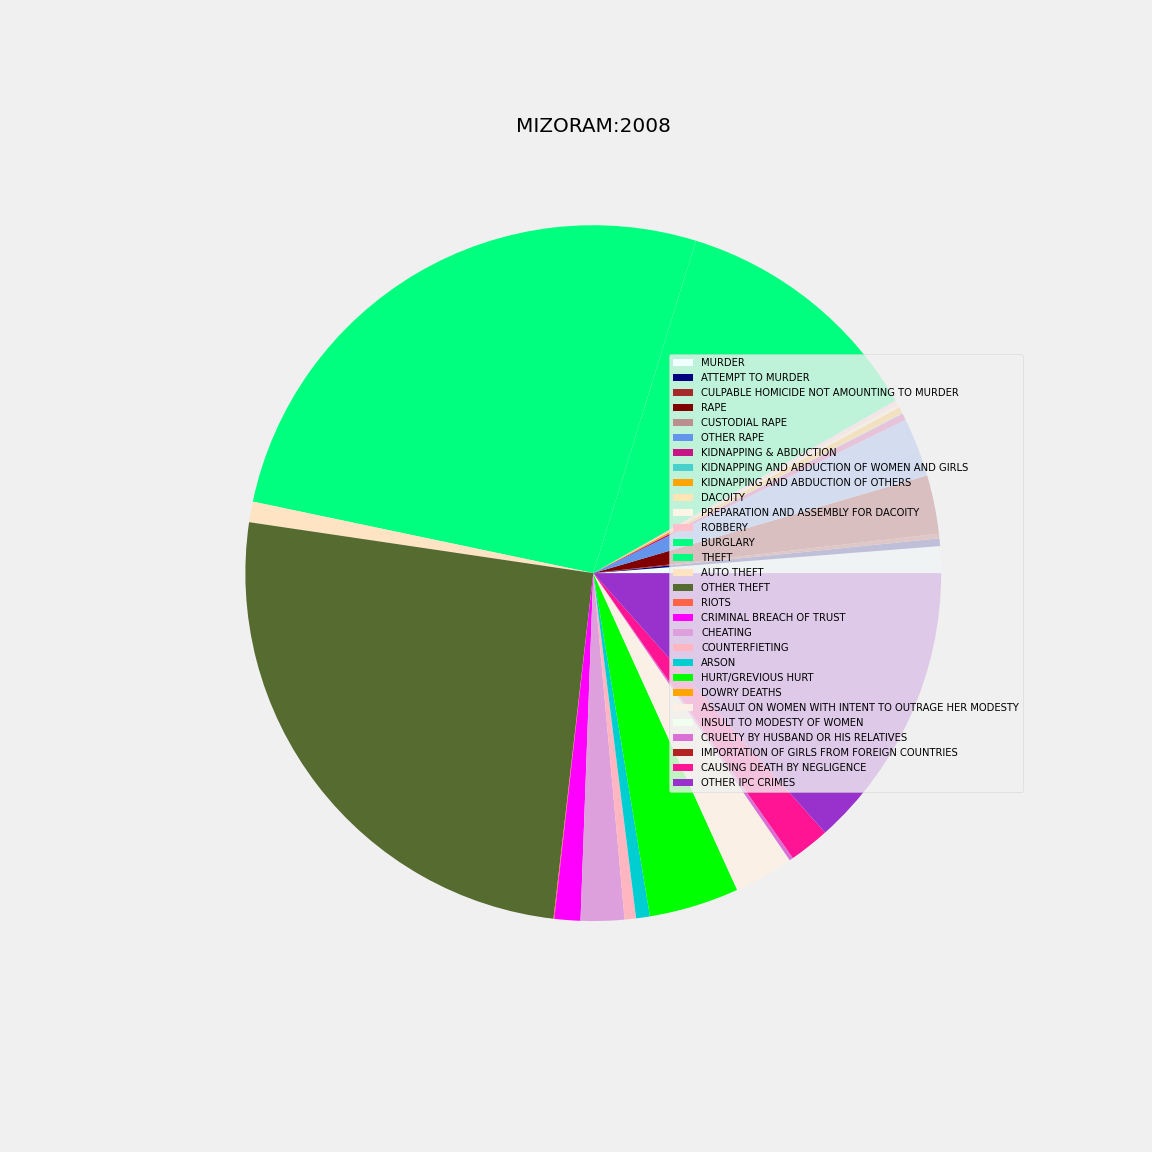 MIZORAM:2008
MURDER
ATTEMPT TO MURDER
CULPABLE HOMICIDE NOT AMOUNTING TO MURDER
RAPE
CUSTODIAL RAPE
OTHER RAPE
KIDNAPPING & ABDUCTION
KIDNAPPING AND ABDUCTION OF WOMEN AND GIRLS
KIDNAPPING AND ABDUCTION OF OTHERS
DACOITY
PREPARATION AND ASSEMBLY FOR DACOITY
ROBBERY
BURGLARY
THEFT
AUTO THEFT
OTHER THEFT
RIOTS
CRIMINAL BREACH OF TRUST
CHEATING
COUNTERFIETING
ARSON
HURT/GREVIOUS HURT
DOWRY DEATHS
ASSAULT ON WOMEN WITH INTENT TO OUTRAGE HER MODESTY
INSULT TO MODESTY OF WOMEN
CRUELTY BY HUSBAND OR HIS RELATIVES
IMPORTATION OF GIRLS FROM FOREIGN COUNTRIES
CAUSING DEATH BY NEGLIGENCE
OTHER IPC CRIMES